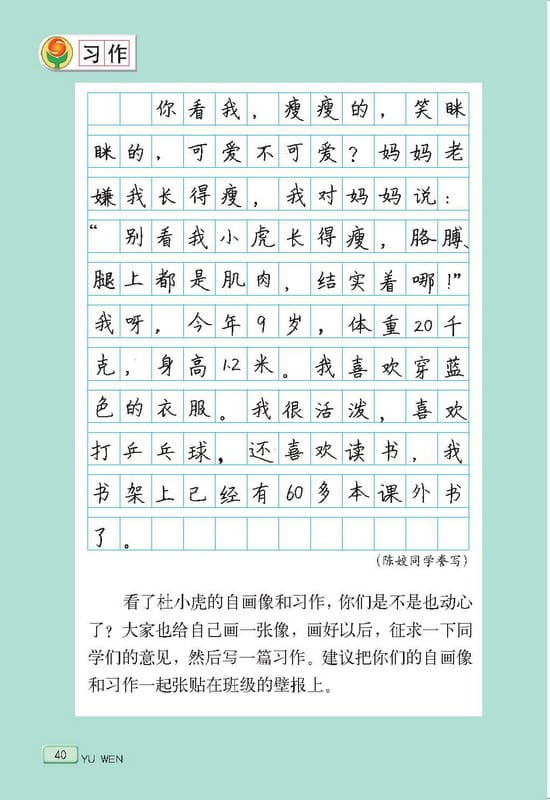 习作
你看我，瘦瘦的，笑眯
眯的，可爱不可爱？妈妈老
嫌我长得瘦，我对妈妈说：
“别看我小虎长得瘦，胳膊、
腿上都是肌肉，结实着哪！”
我呀，今年9岁，体重20千
克，身高1.2米。我喜欢穿蓝
色的衣服。我很活泼，喜欢
打乒乓球，还喜欢读书，我
书架上已经有60多本课外书
了。
（陈姣同学誊写）
看了杜小虎的自画像和习作，你们是不是也动心
了？大家也给自己画一张像，画好以后，征求一下同
学们的意见，然后写一篇习作。建议把你们的自画像
和习作一起张贴在班级的壁报上。
40 YU WEN